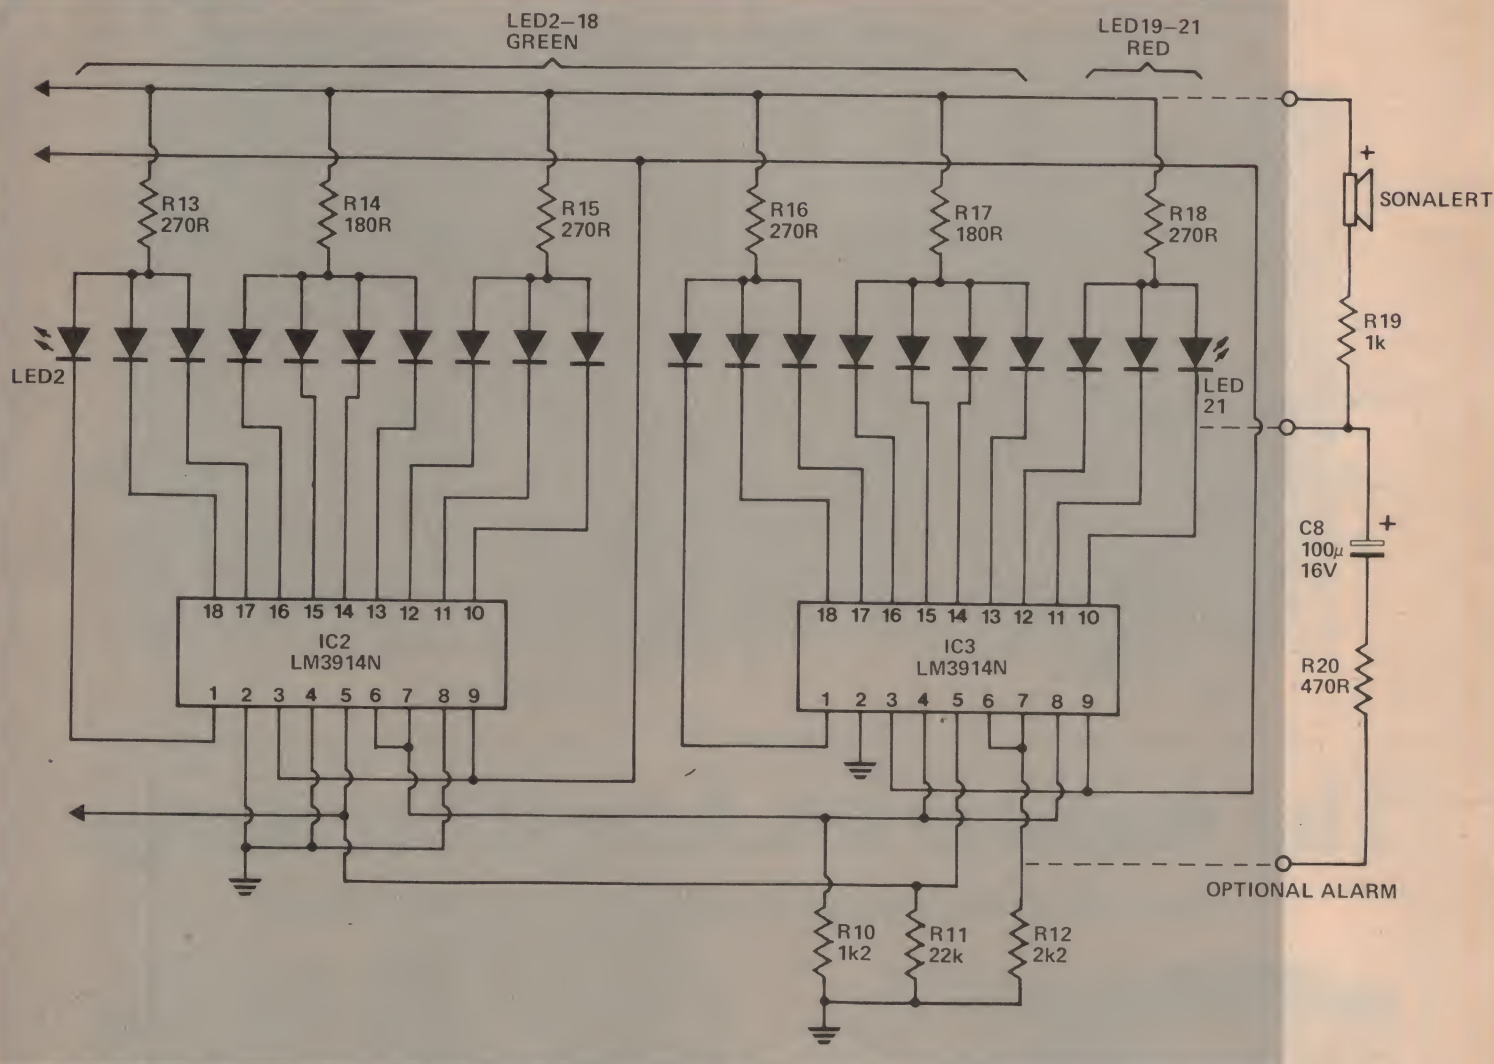 LED2–18
GREEN
LED19–21
RED
R13
270R
R14
180R
R15
270R
R16
270R
R17
180R
R18
270R
+
SONALERT
R19
1k
LED2
LED
21
C8
100μ
16V
+
R20
470R
18 17 16 15 14 13 12 11 10
IC2
LM3914N
1 2 3 4 5 6 7 8 9
18 17 16 15 14 13 12 11 10
IC3
LM3914N
1 2 3 4 5 6 7 8 9
OPTIONAL ALARM
R10
1k2
R11
22k
R12
2k2